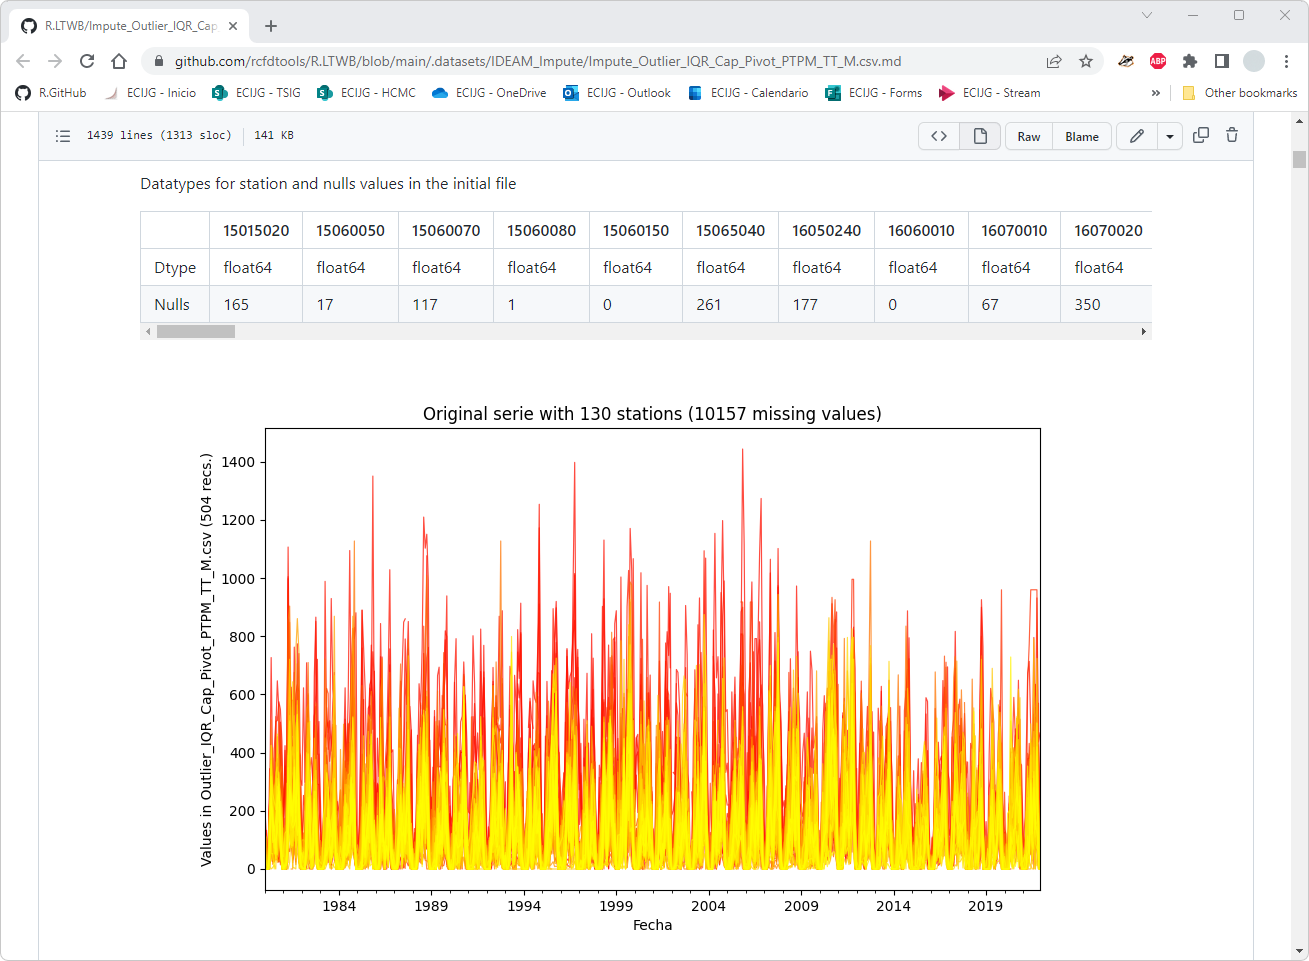 R.LTWB/Impute_Outlier_IQR_Cap_
github.com/rcfdtools/R.LTWB/blob/main/.datasets/IDEAM_Impute/Impute_Outlier_IQR_Cap_Pivot_PTPM_TT_M.csv.md
ABP
R.GitHub ECIJG - Inicio ECIJG - TSIG ECIJG - HCMC ECIJG - OneDrive ECIJG - Outlook ECIJG - Calendario ECIJG - Forms ECIJG - Stream » Other bookmarks
1439 lines (1313 sloc) 141 KB <> Raw Blame
Datatypes for station and nulls values in the initial file
15015020 15060050 15060070 15060080 15060150 15065040 16050240 16060010 16070010 16070020
Dtype float64 float64 float64 float64 float64 float64 float64 float64 float64 float64
Nulls 165 17 117 1 0 261 177 0 67 350
Original serie with 130 stations (10157 missing values)
Values in Outlier_IQR_Cap_Pivot_PTPM_TT_M.csv (504 recs.)
1400
1200
1000
800
600
400
200
0
1984 1989 1994 1999 2004 2009 2014 2019
Fecha